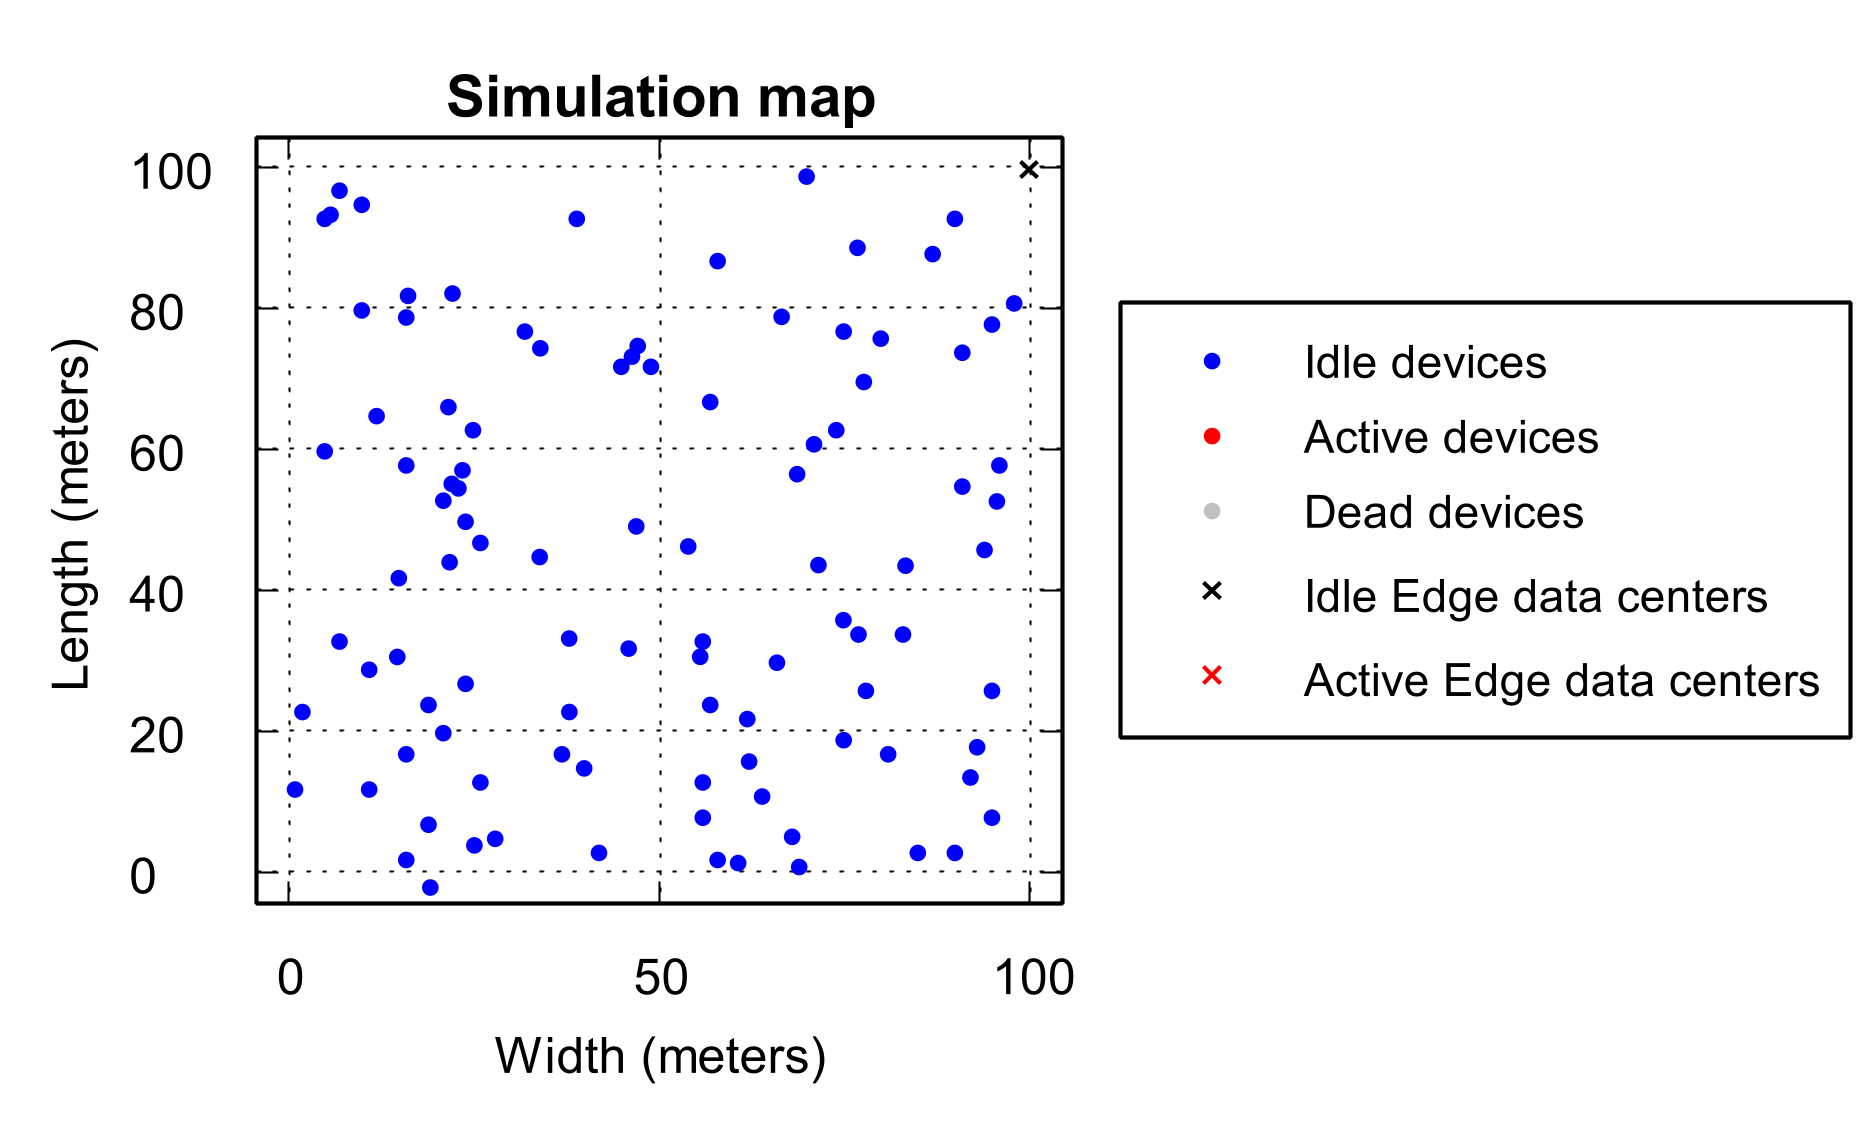 Simulation map
100
80
60
40
20
0
Length (meters)
0 50 100
Width (meters)
Idle devices
Active devices
Dead devices
Idle Edge data centers
Active Edge data centers